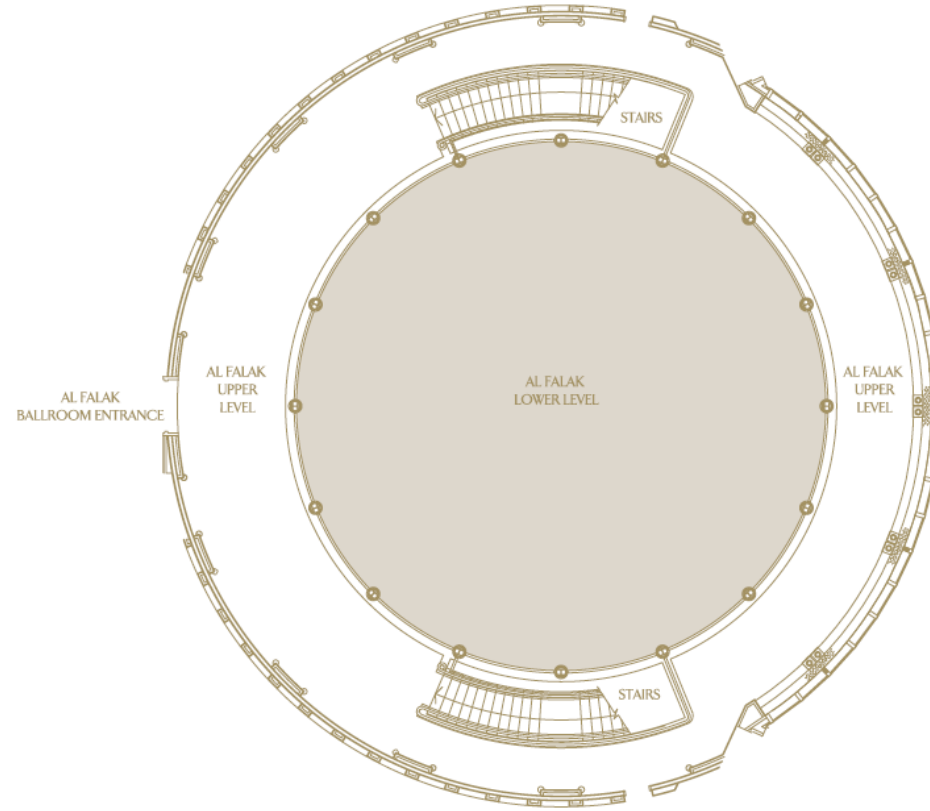 STAIRS
AL FALAK
UPPER
LEVEL
AL FALAK
LOWER LEVEL
AL FALAK
UPPER
LEVEL
AL FALAK
BALLROOM ENTRANCE
STAIRS